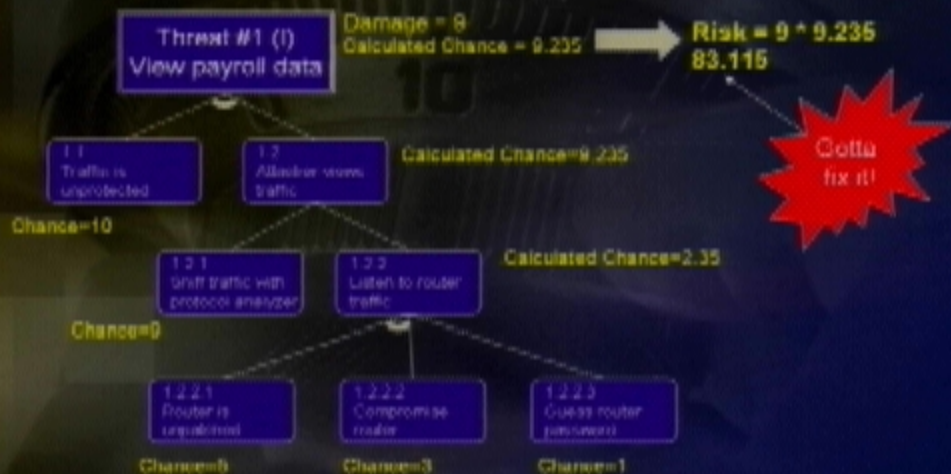 Threat #1 (I)
View payroll data
Damage = 9
Calculated Chance = 9.235
Risk = 9 * 9.235
83.115
Gotta
fix it!
1.1
Traffic is
unprotected
1.2
Attacker views
traffic
Calculated Chance=9.235
Chance=10
1.2.1
Sniff traffic with
protocol analyzer
1.2.2
Listen to router
traffic
Calculated Chance=2.35
Chance=9
1.2.2.1
Router is
unpatched
1.2.2.2
Compromise
router
1.2.2.3
Guess router
password
Chance=5
Chance=3
Chance=1